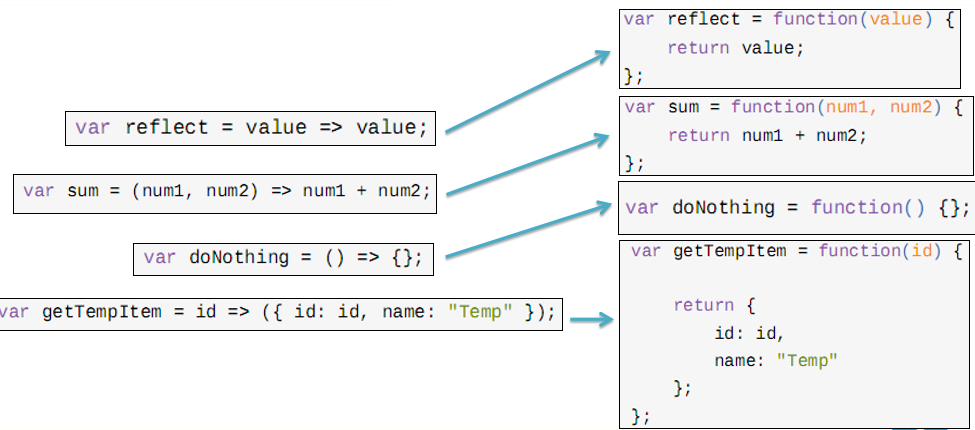 var reflect = value => value;
var sum = (num1, num2) => num1 + num2;
var doNothing = () => {};
var getTempItem = id => ({ id: id, name: "Temp" });
var reflect = function(value) {
    return value;
};
var sum = function(num1, num2) {
    return num1 + num2;
};
var doNothing = function() {};
var getTempItem = function(id) {
    return {
        id: id,
        name: "Temp"
    };
};